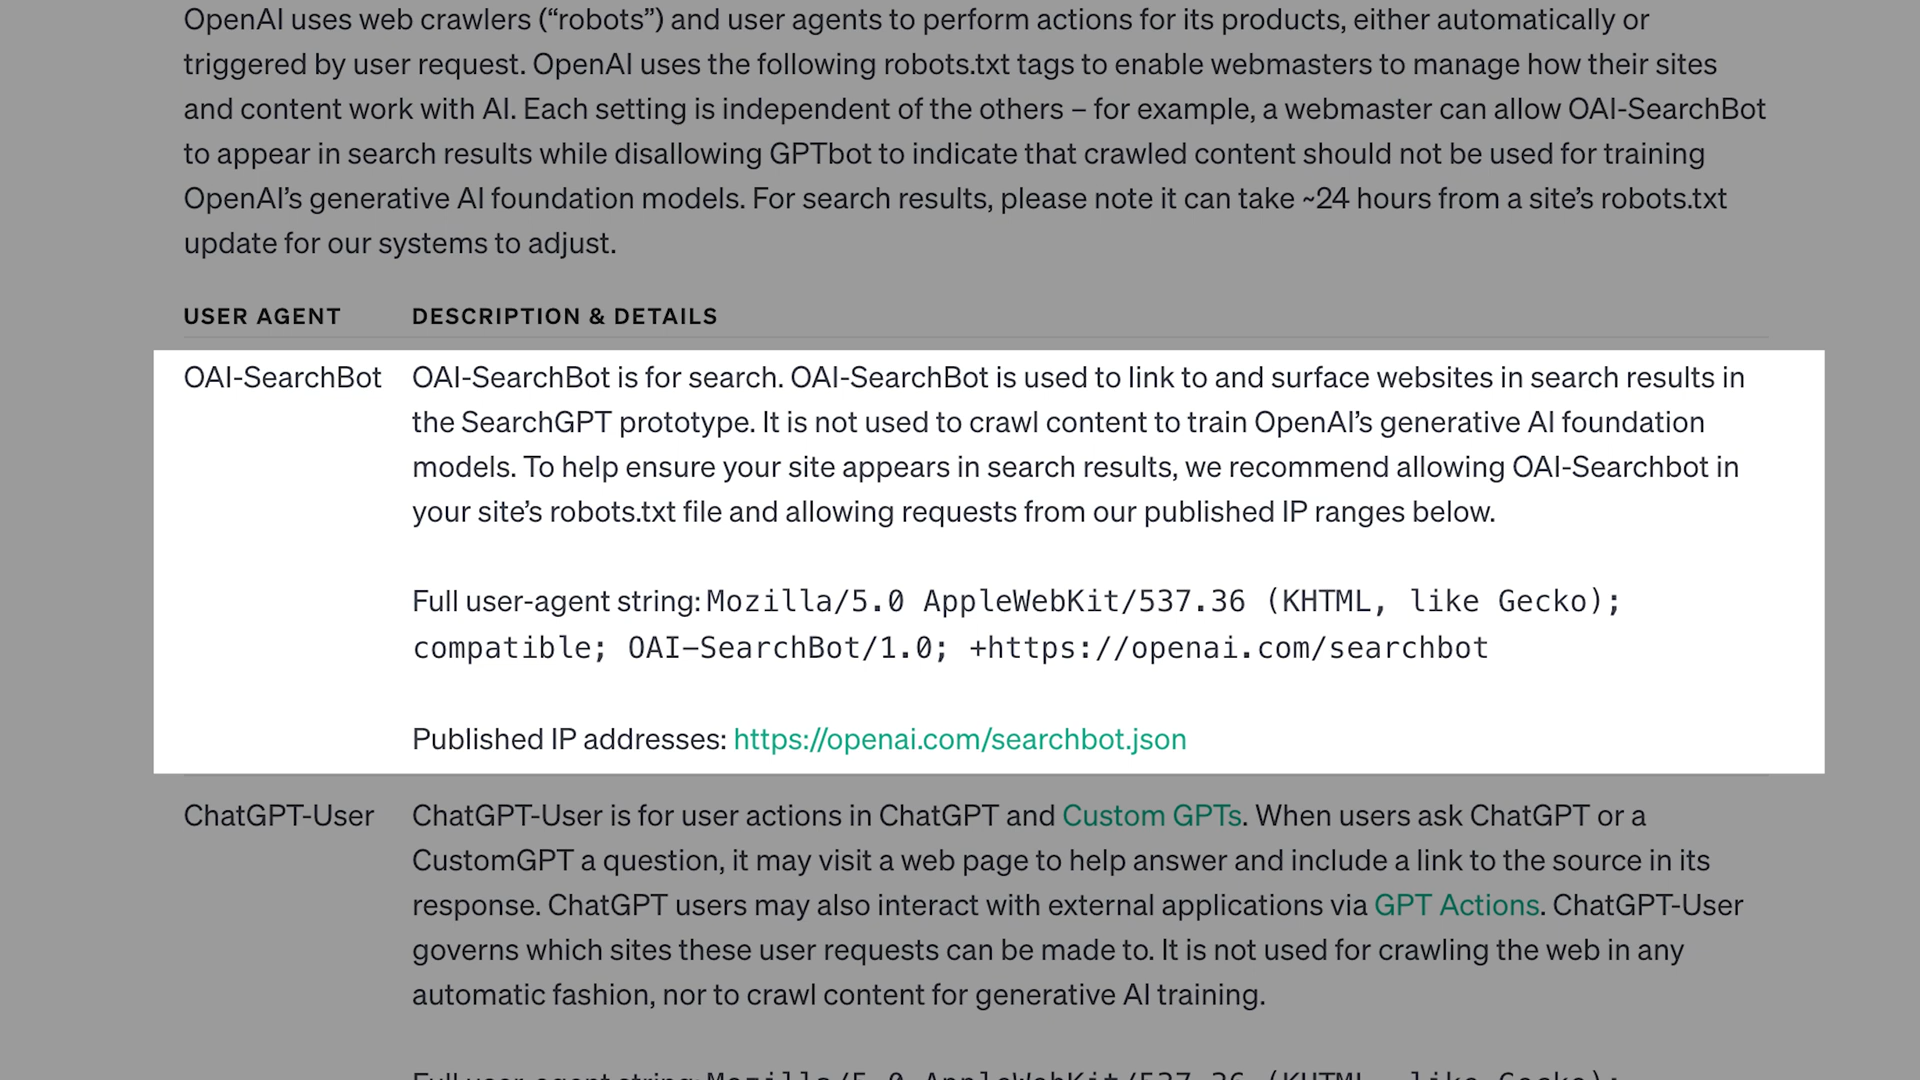 OpenAI uses web crawlers (“robots”) and user agents to perform actions for its products, either automatically or
triggered by user request. OpenAI uses the following robots.txt tags to enable webmasters to manage how their sites
and content work with AI. Each setting is independent of the others – for example, a webmaster can allow OAI-SearchBot
to appear in search results while disallowing GPTbot to indicate that crawled content should not be used for training
OpenAI’s generative AI foundation models. For search results, please note it can take ~24 hours from a site’s robots.txt
update for our systems to adjust.
USER AGENT DESCRIPTION & DETAILS
OAI-SearchBot OAI-SearchBot is for search. OAI-SearchBot is used to link to and surface websites in search results in
the SearchGPT prototype. It is not used to crawl content to train OpenAI’s generative AI foundation
models. To help ensure your site appears in search results, we recommend allowing OAI-Searchbot in
your site’s robots.txt file and allowing requests from our published IP ranges below.
Full user-agent string: Mozilla/5.0 AppleWebKit/537.36 (KHTML, like Gecko);
compatible; OAI-SearchBot/1.0; +https://openai.com/searchbot
Published IP addresses: https://openai.com/searchbot.json
ChatGPT-User ChatGPT-User is for user actions in ChatGPT and Custom GPTs. When users ask ChatGPT or a
CustomGPT a question, it may visit a web page to help answer and include a link to the source in its
response. ChatGPT users may also interact with external applications via GPT Actions. ChatGPT-User
governs which sites these user requests can be made to. It is not used for crawling the web in any
automatic fashion, nor to crawl content for generative AI training.
Full user-agent string: Mozilla/5.0 AppleWebKit/537.36 (KHTML, like Gecko);